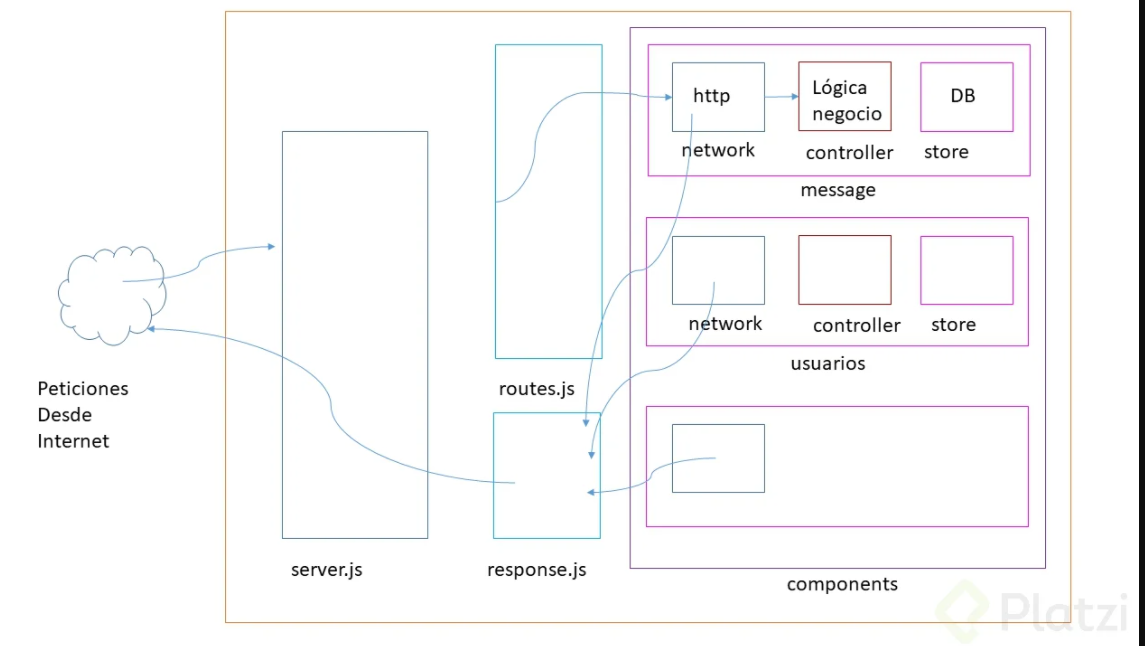 http
Lógica
negocio
DB
network
controller
store
message
network
controller
store
usuarios
Peticiones
Desde
Internet
routes.js
server.js
response.js
components
Platzi